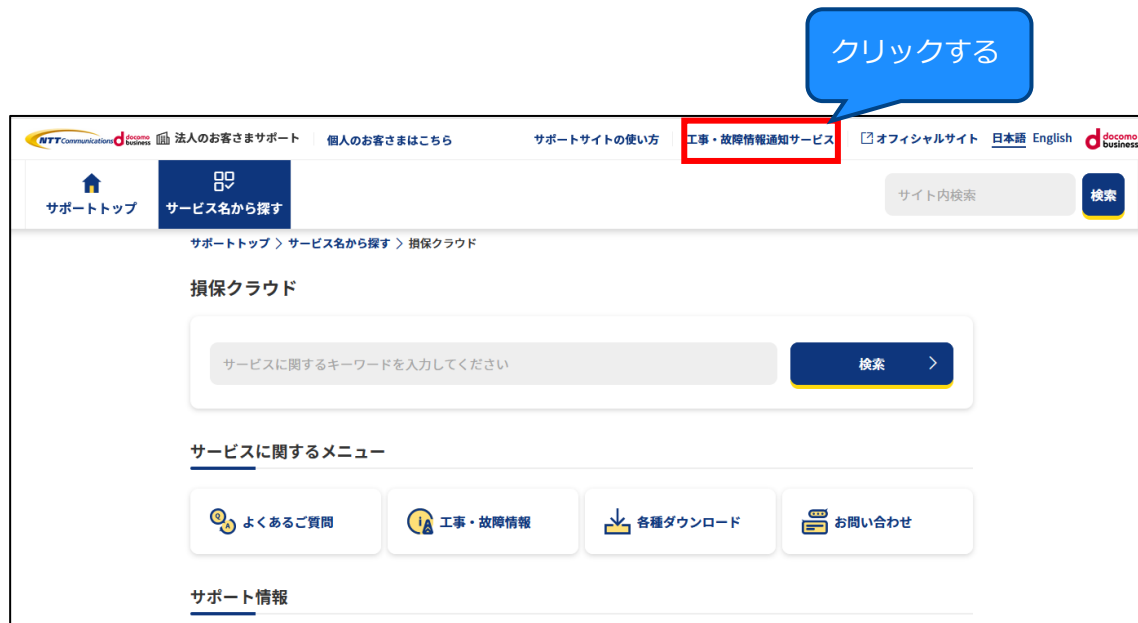 クリックする
NTT Communications docomo business 法人のお客さまサポート 個人のお客さまはこちら サポートサイトの使い方 工事・故障情報通知サービス オフィシャルサイト 日本語 English docomo business
サポートトップ サービス名から探す サイト内検索 検索
サポートトップ 〉 サービス名から探す 〉 損保クラウド
損保クラウド
サービスに関するキーワードを入力してください 検索 〉
サービスに関するメニュー
Q A よくあるご質問 i 工事・故障情報 各種ダウンロード お問い合わせ
サポート情報